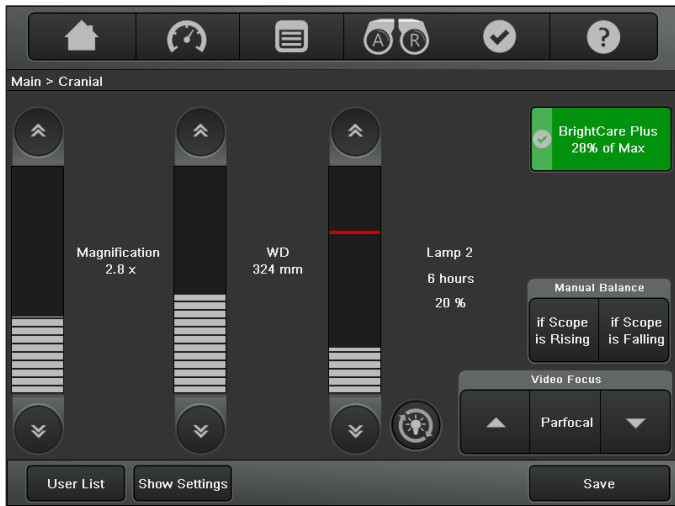 A R ?
Main > Cranial
BrightCare Plus
28% of Max
Magnification
2.8 x
WD
324 mm
Lamp 2
6 hours
20 %
Manual Balance
if Scope
is Rising
if Scope
is Falling
Video Focus
Parfocal
User List
Show Settings
Save